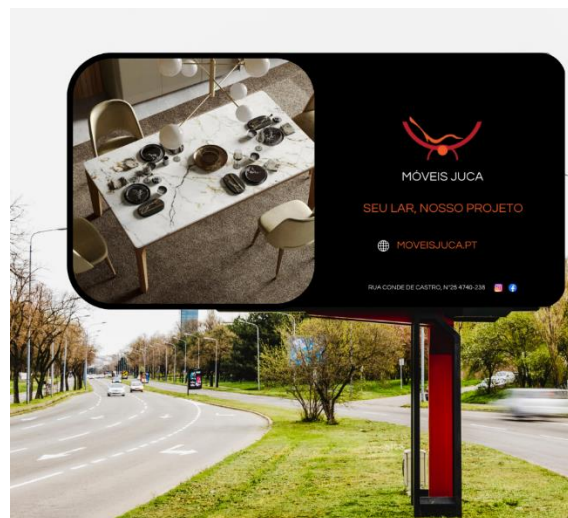 MÓVEIS JUCA
SEU LAR, NOSSO PROJETO
MOVEISJUCA.PT
RUA CONDE DE CASTRO, Nº25 4740-238